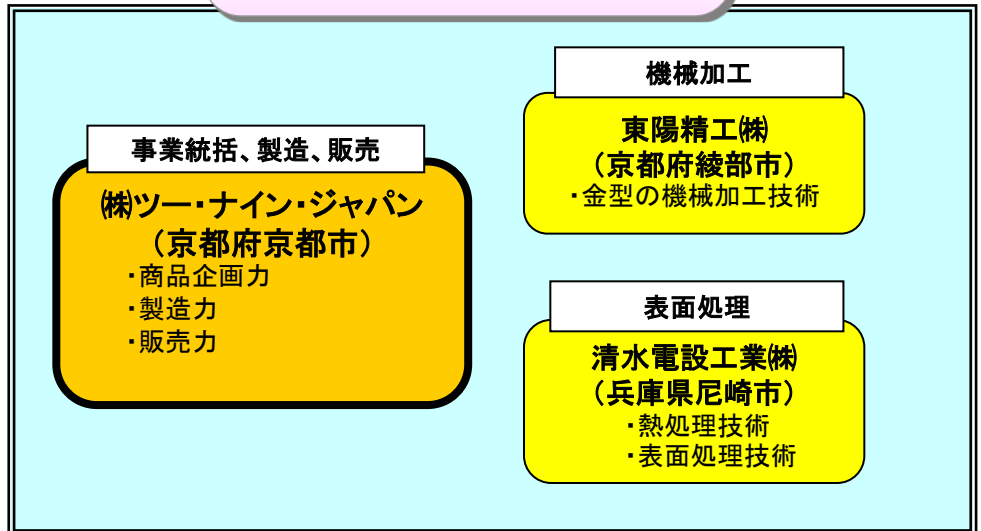 事業統括、製造、販売
㈱ツー・ナイン・ジャパン
（京都府京都市）
・商品企画力
・製造力
・販売力
機械加工
東陽精工㈱
（京都府綾部市）
・金型の機械加工技術
表面処理
清水電設工業㈱
（兵庫県尼崎市）
・熱処理技術
・表面処理技術